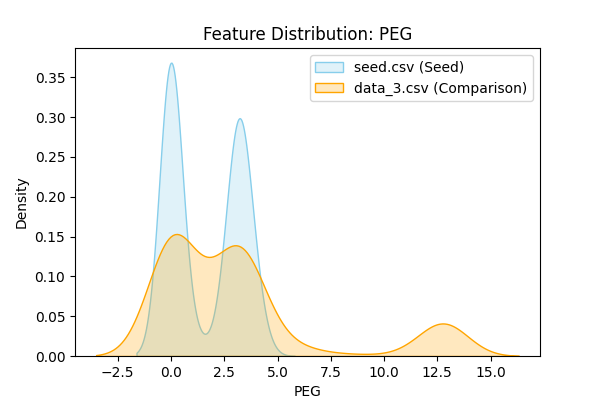 Feature Distribution: PEG
seed.csv (Seed)
data_3.csv (Comparison)
Density
0.35
0.30
0.25
0.20
0.15
0.10
0.05
0.00
−2.5 0.0 2.5 5.0 7.5 10.0 12.5 15.0
PEG